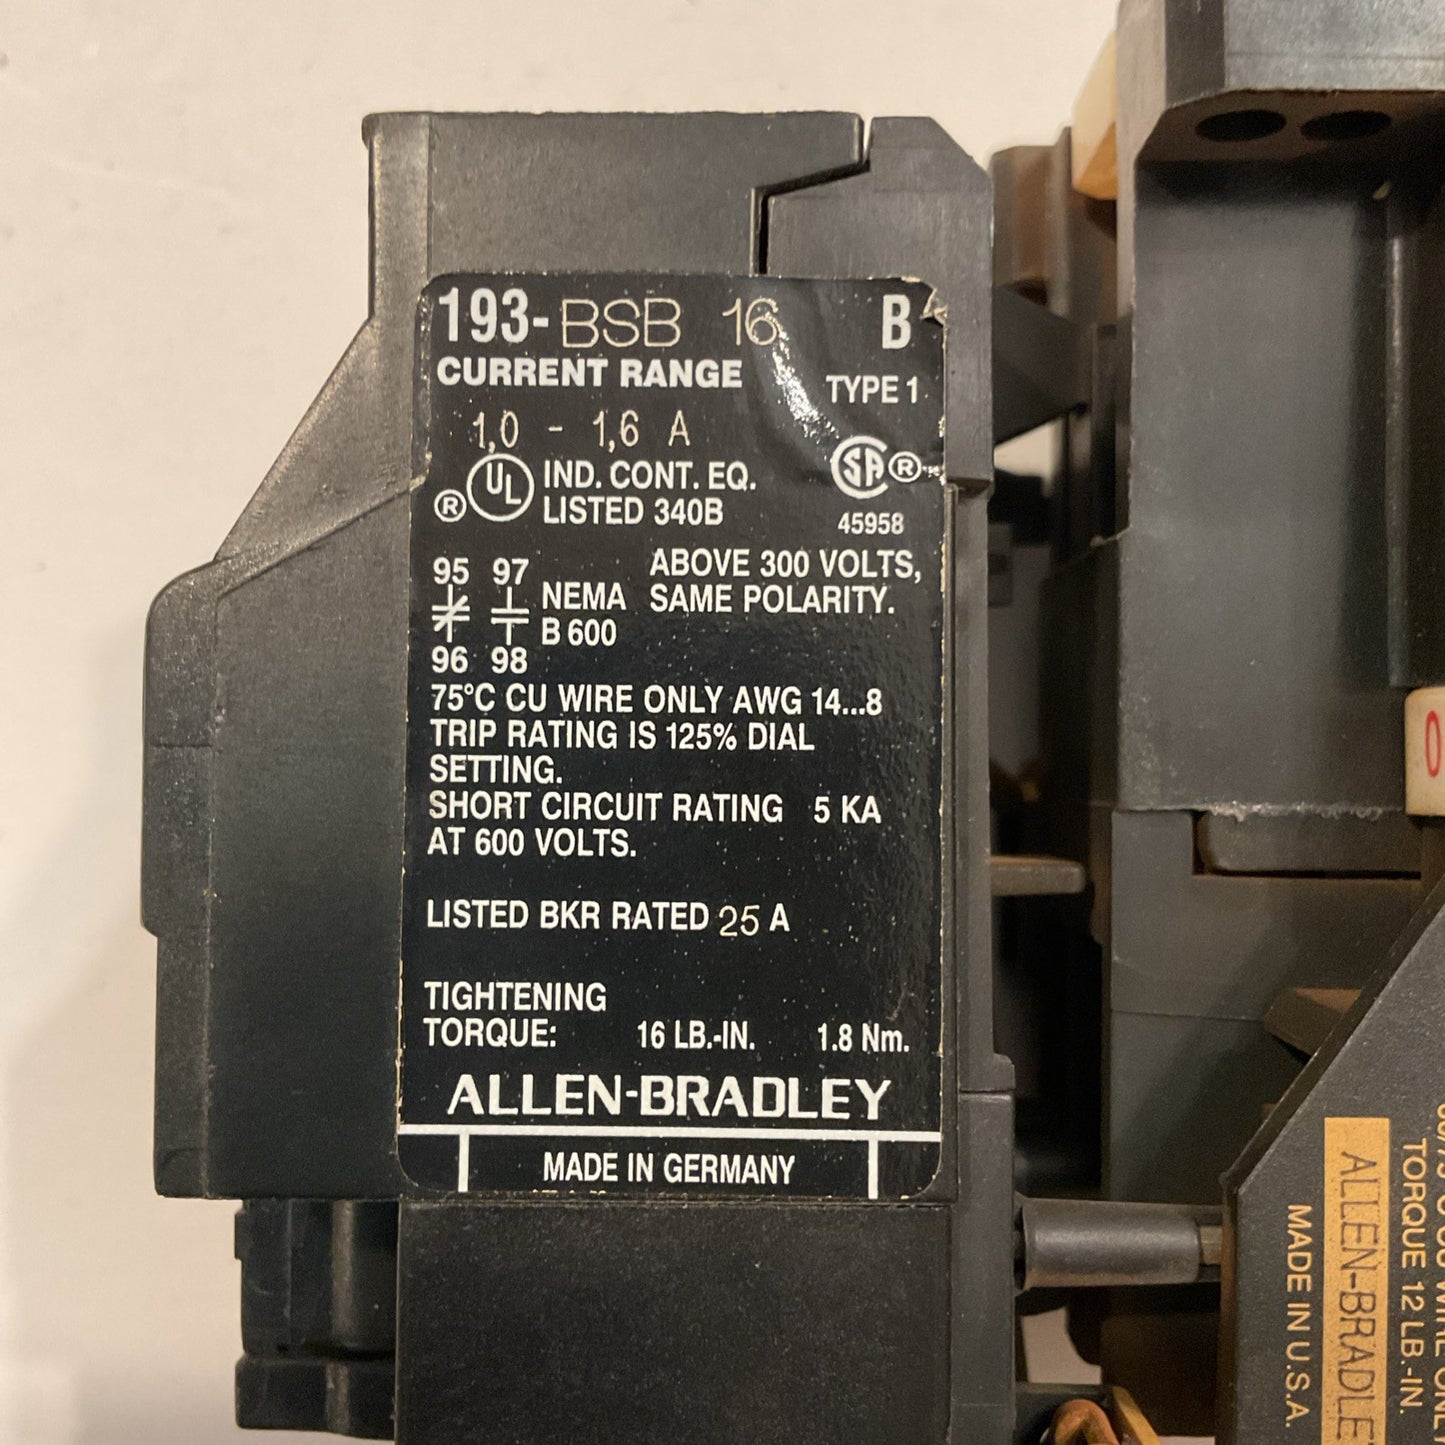 193-BSB 16 B
CURRENT RANGE
TYPE 1
1,0 - 1,6 A
UL ® IND. CONT. EQ.
LISTED 340B
SA ®
45958
95 97
96 98
NEMA
B 600
ABOVE 300 VOLTS,
SAME POLARITY.
75°C CU WIRE ONLY AWG 14...8
TRIP RATING IS 125% DIAL
SETTING.
SHORT CIRCUIT RATING 5 KA
AT 600 VOLTS.
LISTED BKR RATED 25 A
TIGHTENING
TORQUE: 16 LB.-IN. 1.8 Nm.
ALLEN-BRADLEY
MADE IN GERMANY
0
TORQUE 12 LB.-IN.
ALLEN-BRADLEY
MADE IN U.S.A.